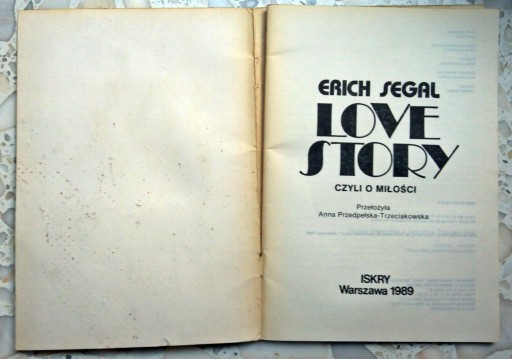 ERICH SEGAL
LOVE
STORY
CZYLI O MIŁOŚCI
Przełożyła
Anna Przedpełska-Trzeciakowska
ISKRY
Warszawa 1989